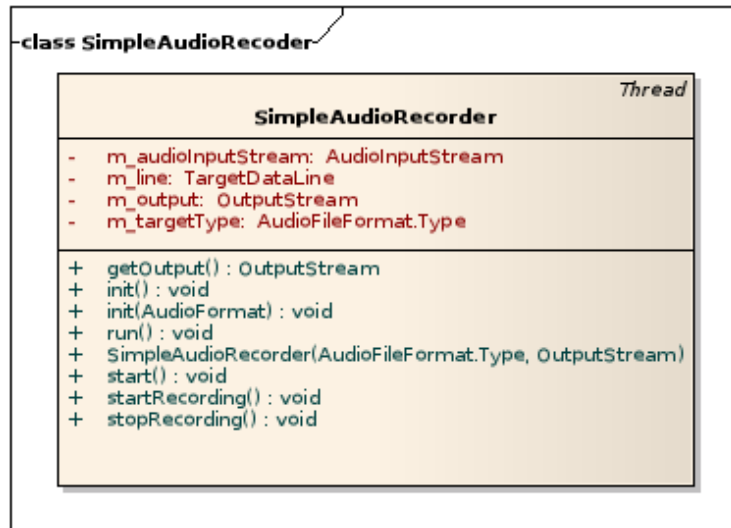 class SimpleAudioRecoder
Thread
SimpleAudioRecorder
- m_audioInputStream: AudioInputStream
- m_line: TargetDataLine
- m_output: OutputStream
- m_targetType: AudioFileFormat.Type
+ getOutput() : OutputStream
+ init() : void
+ init(AudioFormat) : void
+ run() : void
+ SimpleAudioRecorder(AudioFileFormat.Type, OutputStream)
+ start() : void
+ startRecording() : void
+ stopRecording() : void